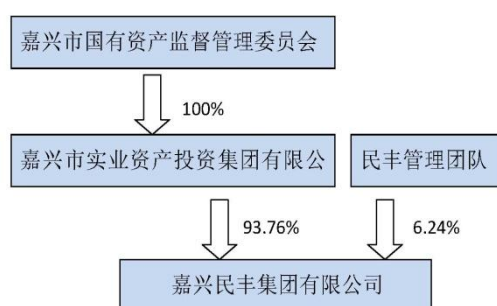 嘉兴市国有资产监督管理委员会
100%
嘉兴市实业资产投资集团有限公
民丰管理团队
93.76%
6.24%
嘉兴民丰集团有限公司